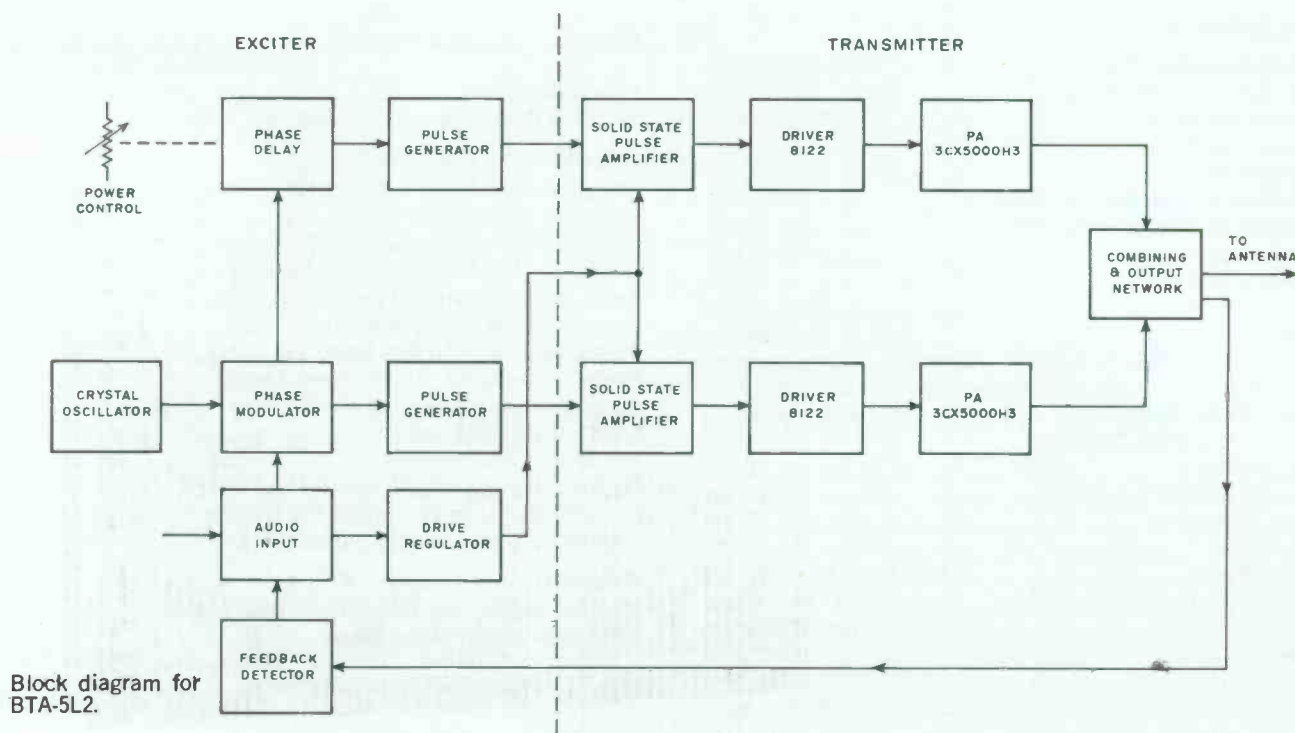 EXCITER
TRANSMITTER
POWER
CONTROL
PHASE
DELAY
PULSE
GENERATOR
SOLID STATE
PULSE
AMPLIFIER
DRIVER
8122
PA
3CX5000H3
COMBINING
& OUTPUT
NETWORK
TO
ANTENNA
CRYSTAL
OSCILLATOR
PHASE
MODULATOR
PULSE
GENERATOR
SOLID STATE
PULSE
AMPLIFIER
DRIVER
8122
PA
3CX5000H3
AUDIO
INPUT
DRIVE
REGULATOR
FEEDBACK
DETECTOR
Block diagram for
BTA-5L2.